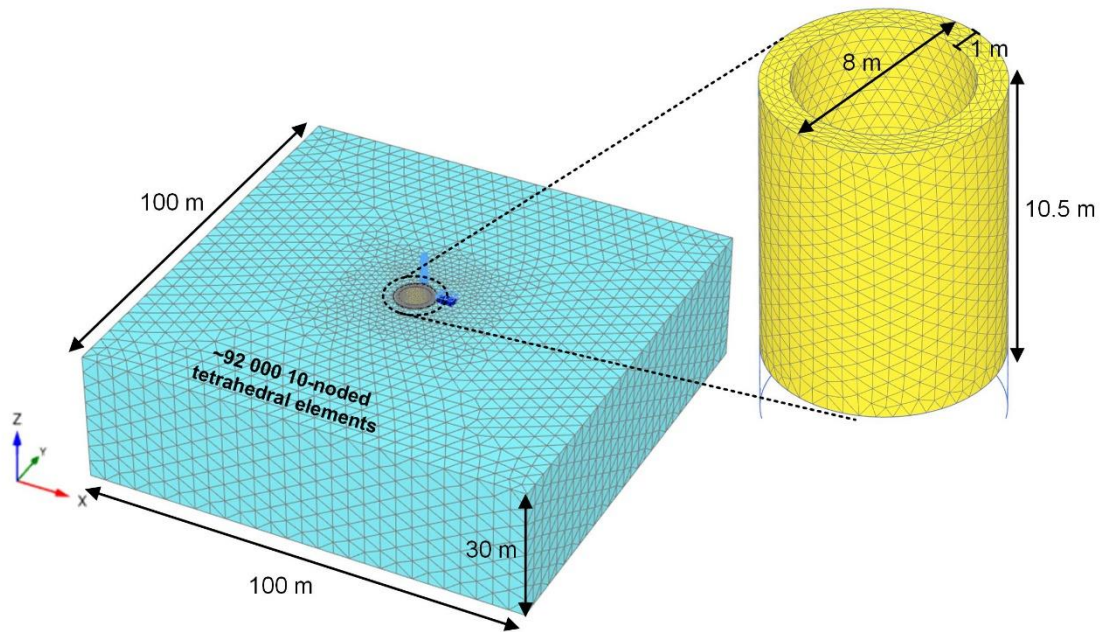 1 m
8 m
10.5 m
100 m
~92 000 10-noded
tetrahedral elements
Z
Y
X
30 m
100 m